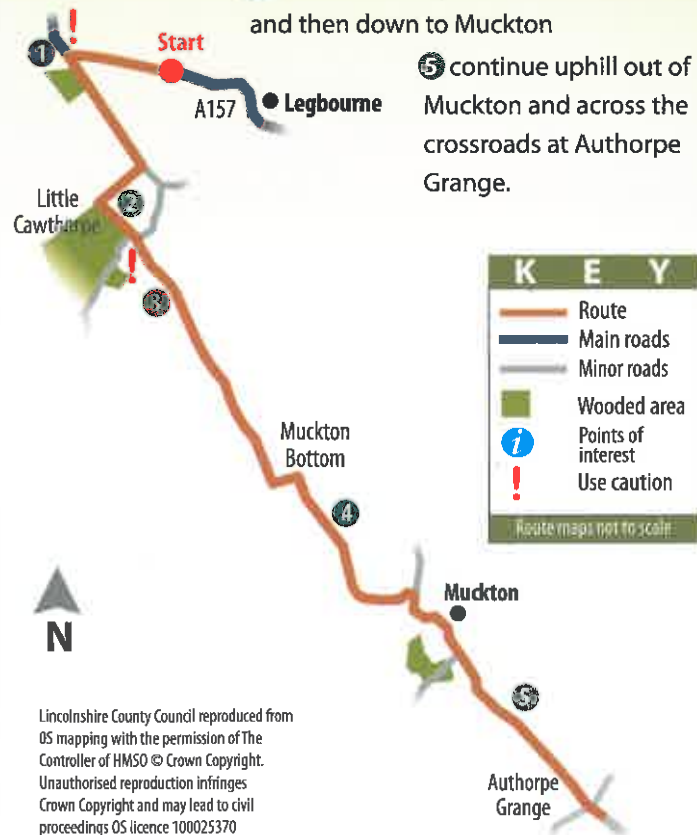 and then down to Muckton
5 continue uphill out of
Muckton and across the
crossroads at Authorpe
Grange.
!
1
Start
A157
Legbourne
Little
Cawthorpe
2
!
3
KEY
Route
Main roads
Minor roads
Wooded area
i
Points of
interest
!
Use caution
Route maps not to scale
Muckton
Bottom
4
Muckton
N
5
Authorpe
Grange
Lincolnshire County Council reproduced from
OS mapping with the permission of The
Controller of HMSO © Crown Copyright.
Unauthorised reproduction infringes
Crown Copyright and may lead to civil
proceedings OS licence 100025370